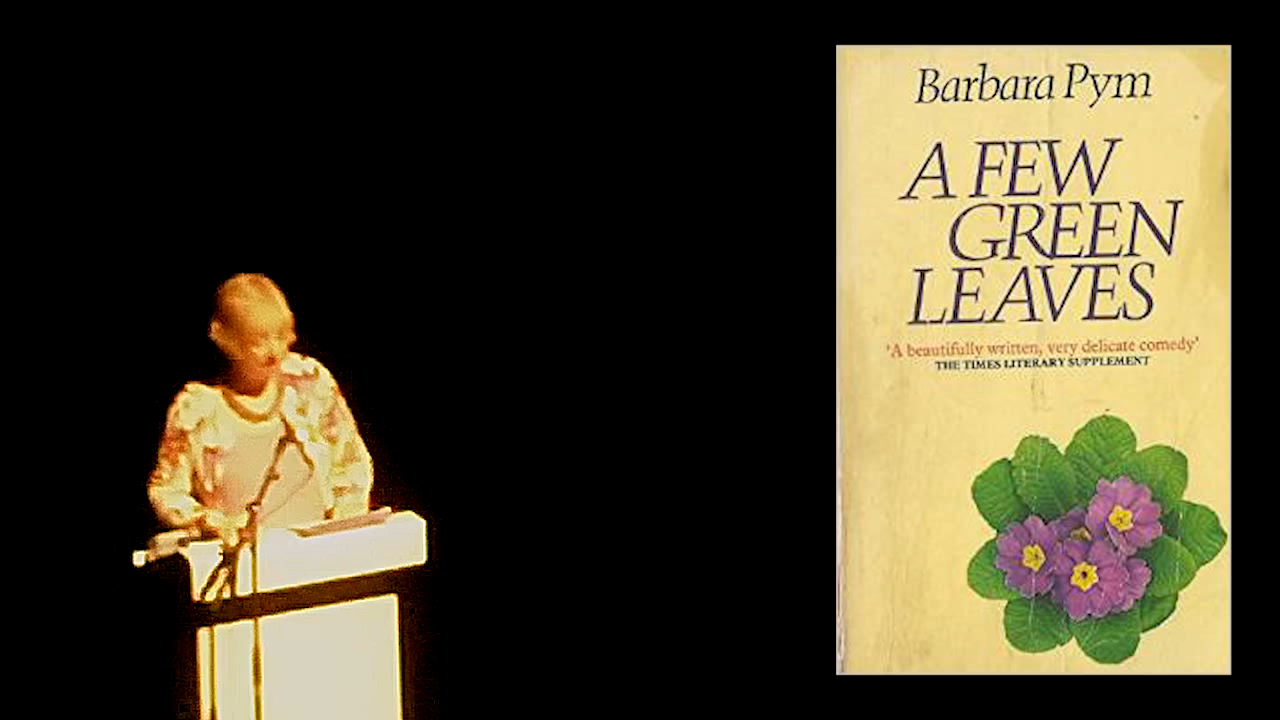 Barbara Pym
A FEW
GREEN
LEAVES
'A beautifully written, very delicate comedy'
THE TIMES LITERARY SUPPLEMENT